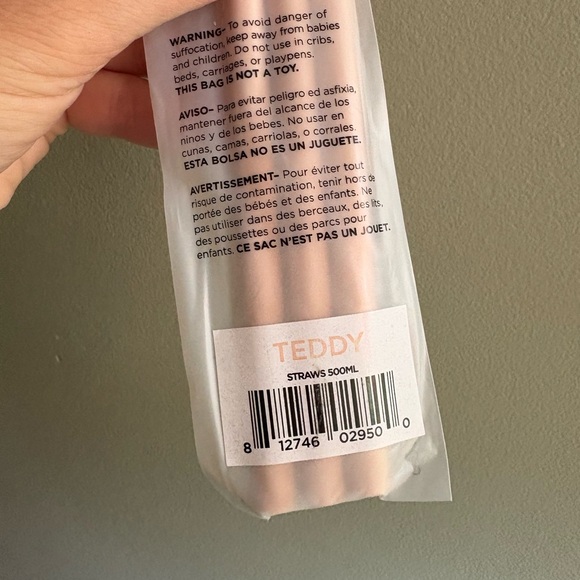 WARNING– To avoid danger of
suffocation, keep away from babies
and children. Do not use in cribs,
beds, carriages, or playpens.
THIS BAG IS NOT A TOY.
AVISO– Para evitar peligro ed asfixia,
mantener fuera del alcance de los
ninos y de los bebes. No usar en
cunas, camas, carriolas, o corrales.
ESTA BOLSA NO ES UN JUGUETE.
AVERTISSEMENT– Pour éviter tout
risque de contamination, tenir hors de
portée des bébés et des enfants. Ne
pas utiliser dans des berceaux, des lits,
des poussettes ou des parcs pour
enfants. CE SAC N'EST PAS UN JOUET.
TEDDY
STRAWS 500ML
8 12746 02950 0